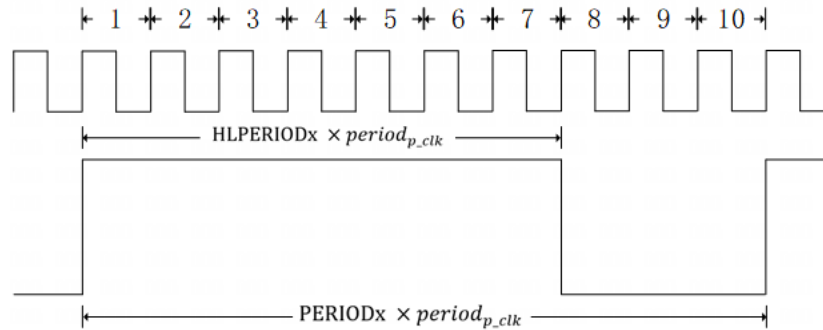 1 2 3 4 5 6 7 8 9 10
HLPERIODx × period_p_clk
PERIODx × period_p_clk